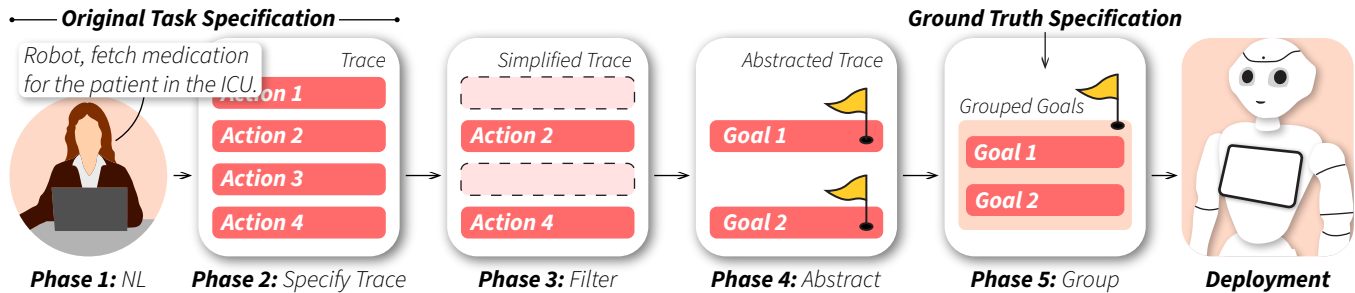 Original Task Specification
Ground Truth Specification
Robot, fetch medication
for the patient in the ICU.
Trace
Action 1
Action 2
Action 3
Action 4
Simplified Trace
Action 2
Action 4
Abstracted Trace
Goal 1
Goal 2
Grouped Goals
Goal 1
Goal 2
Phase 1: NL
Phase 2: Specify Trace
Phase 3: Filter
Phase 4: Abstract
Phase 5: Group
Deployment